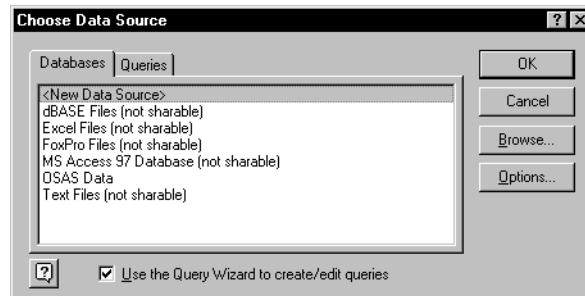 Choose Data Source
Databases
Queries
<New Data Source>
dBASE Files (not sharable)
Excel Files (not sharable)
FoxPro Files (not sharable)
MS Access 97 Database (not sharable)
OSAS Data
Text Files (not sharable)
OK
Cancel
Browse...
Options...
Use the Query Wizard to create/edit queries